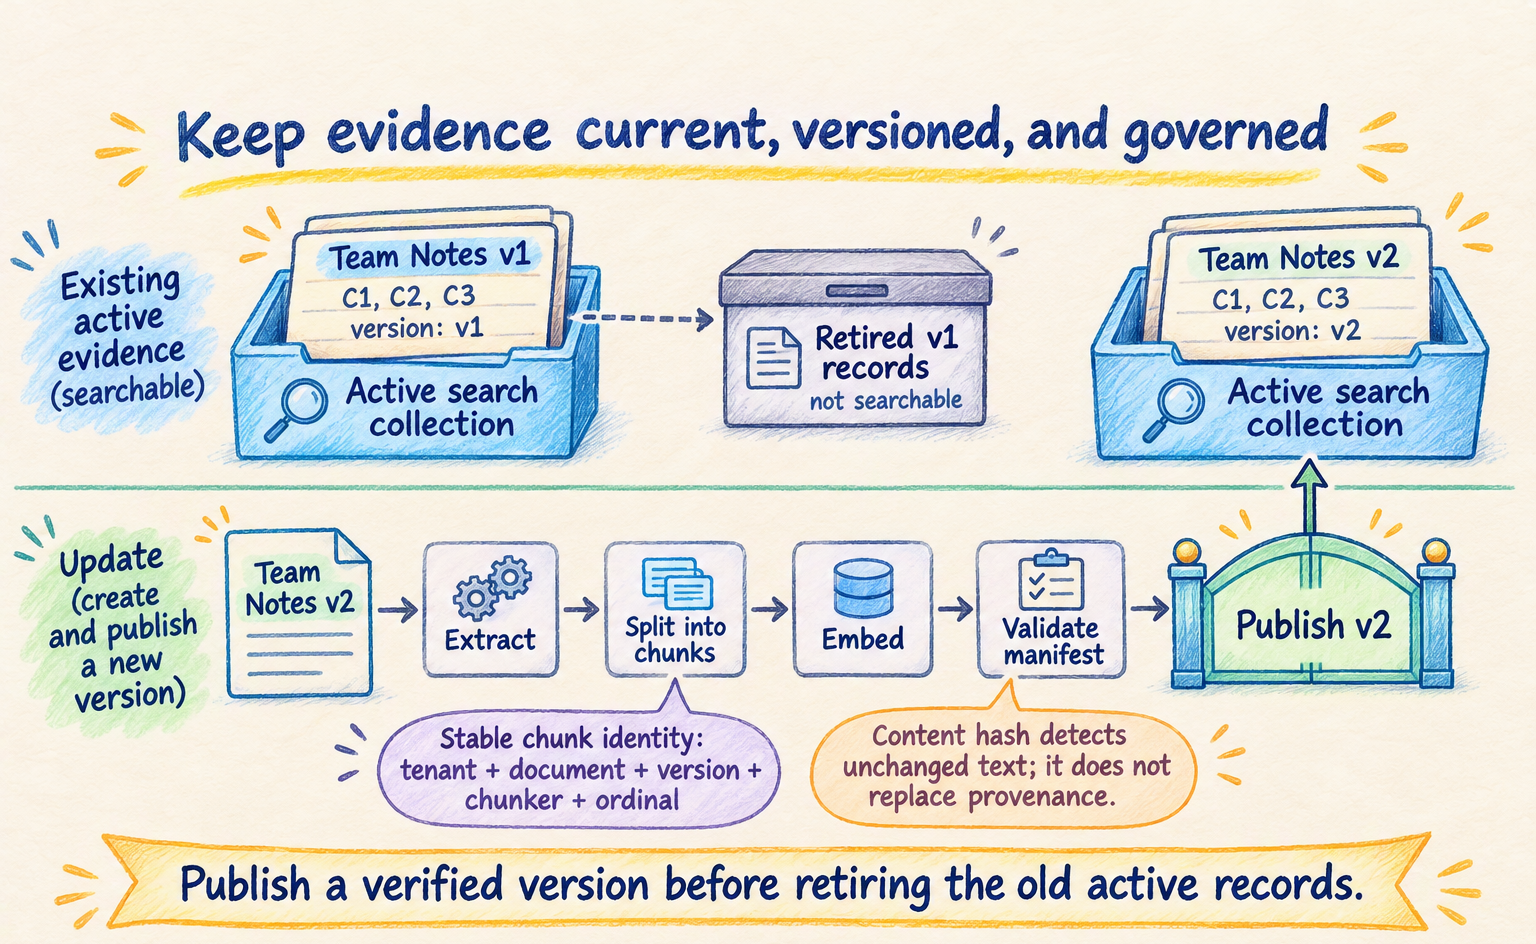 Keep evidence current, versioned, and governed
Existing
active
evidence
(searchable)
Team Notes v1
C1, C2, C3
version: v1
Active search
collection
Retired v1
records
not searchable
Team Notes v2
C1, C2, C3
version: v2
Active search
collection
Update
(create
and publish
a new
version)
Team
Notes v2
Extract
Split into
chunks
Embed
Validate
manifest
Publish v2
Stable chunk identity:
tenant + document + version +
chunker + ordinal
Content hash detects
unchanged text; it does not
replace provenance.
Publish a verified version before retiring the old active records.